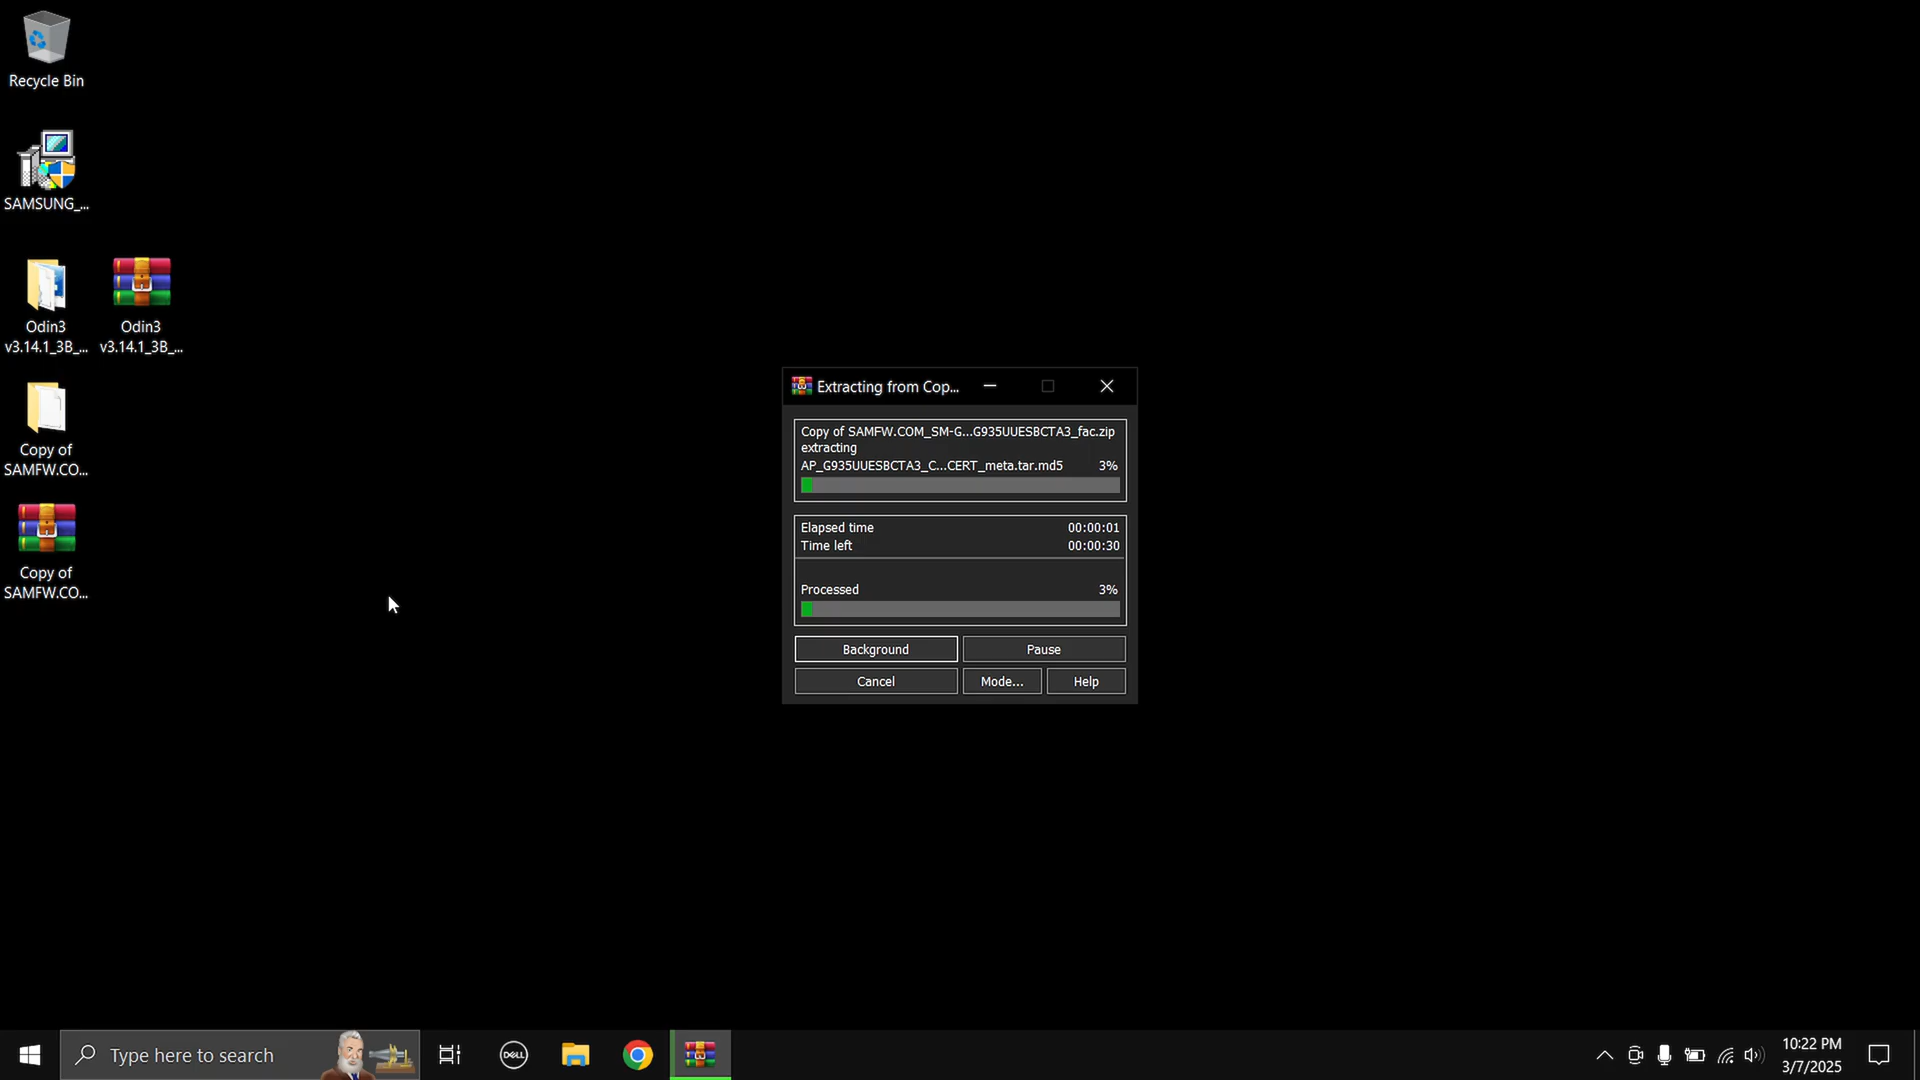 Recycle Bin
SAMSUNG_...
Odin3
v3.14.1_3B_...
Odin3
v3.14.1_3B_...
Copy of
SAMFW.CO...
Copy of
SAMFW.CO...
Extracting from Cop...
Copy of SAMFW.COM_SM-G...G935UUESBCTA3_fac.zip
extracting
AP_G935UUESBCTA3_C...CERT_meta.tar.md5 3%
Elapsed time 00:00:01
Time left 00:00:30
Processed 3%
Background Pause
Cancel Mode... Help
Type here to search
DELL
10:22 PM
3/7/2025